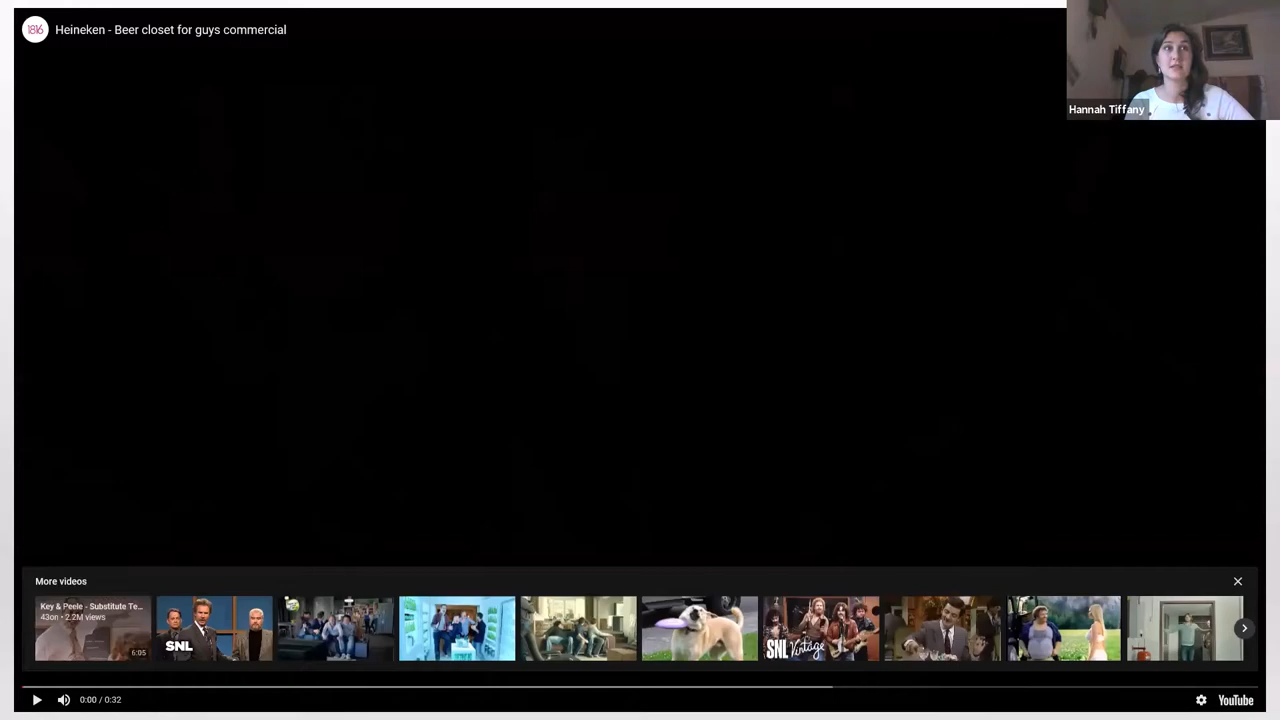 1816
Heineken - Beer closet for guys commercial
Hannah Tiffany
More videos
Key & Peele - Substitute Te...
43on • 2.2M views
6:05
SNL
SNL Vintage
0:00 / 0:32
YouTube